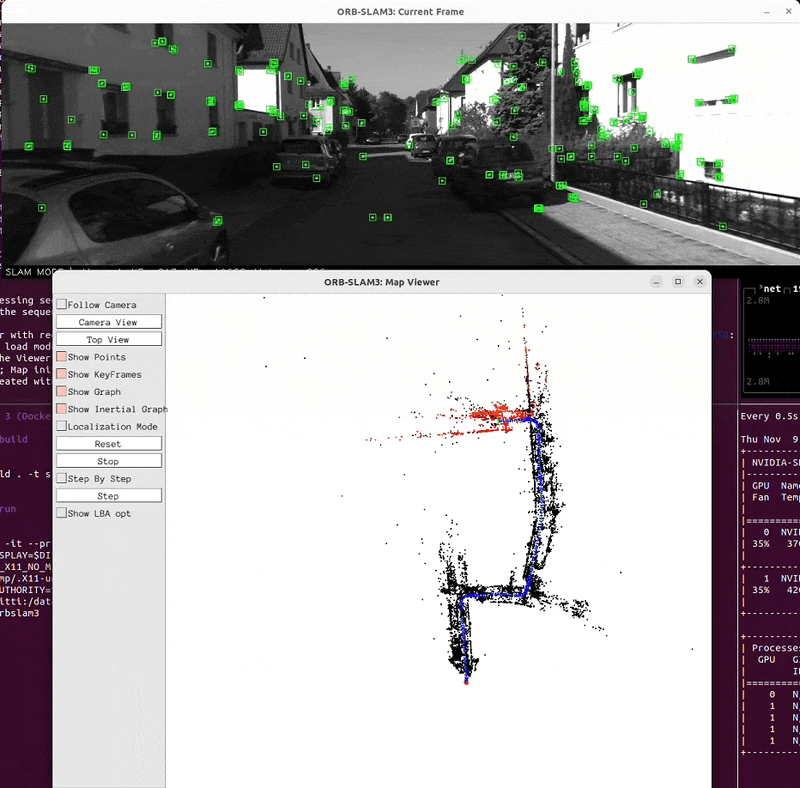 ORB-SLAM3: Current Frame
SLAM MODE |
ORB-SLAM3: Map Viewer
Follow Camera
Camera View
Top View
Show Points
Show KeyFrames
Show Graph
Show Inertial Graph
Localization Mode
Reset
Stop
Step By Step
Step
Show LBA opt
essing se
the seque
r with re
load mod
he Viewer
; Map ini
eated wit
3 (Docke
build
ld . -t s
run
-it --pr
SPLAY=$DI
_X11_NO_M
mp/.X11-u
UTHORITY=
itti:/dat
rbslam3
³net
2.8M
2.8M
Every 0.5s
Thu Nov 9
NVIDIA-S
GPU Nam
Fan Tem
0 NVI
35% 37
1 NVI
35% 42
Processes
GPU G
I
0 N/
1 N/
1 N/
1 N/
1 N/